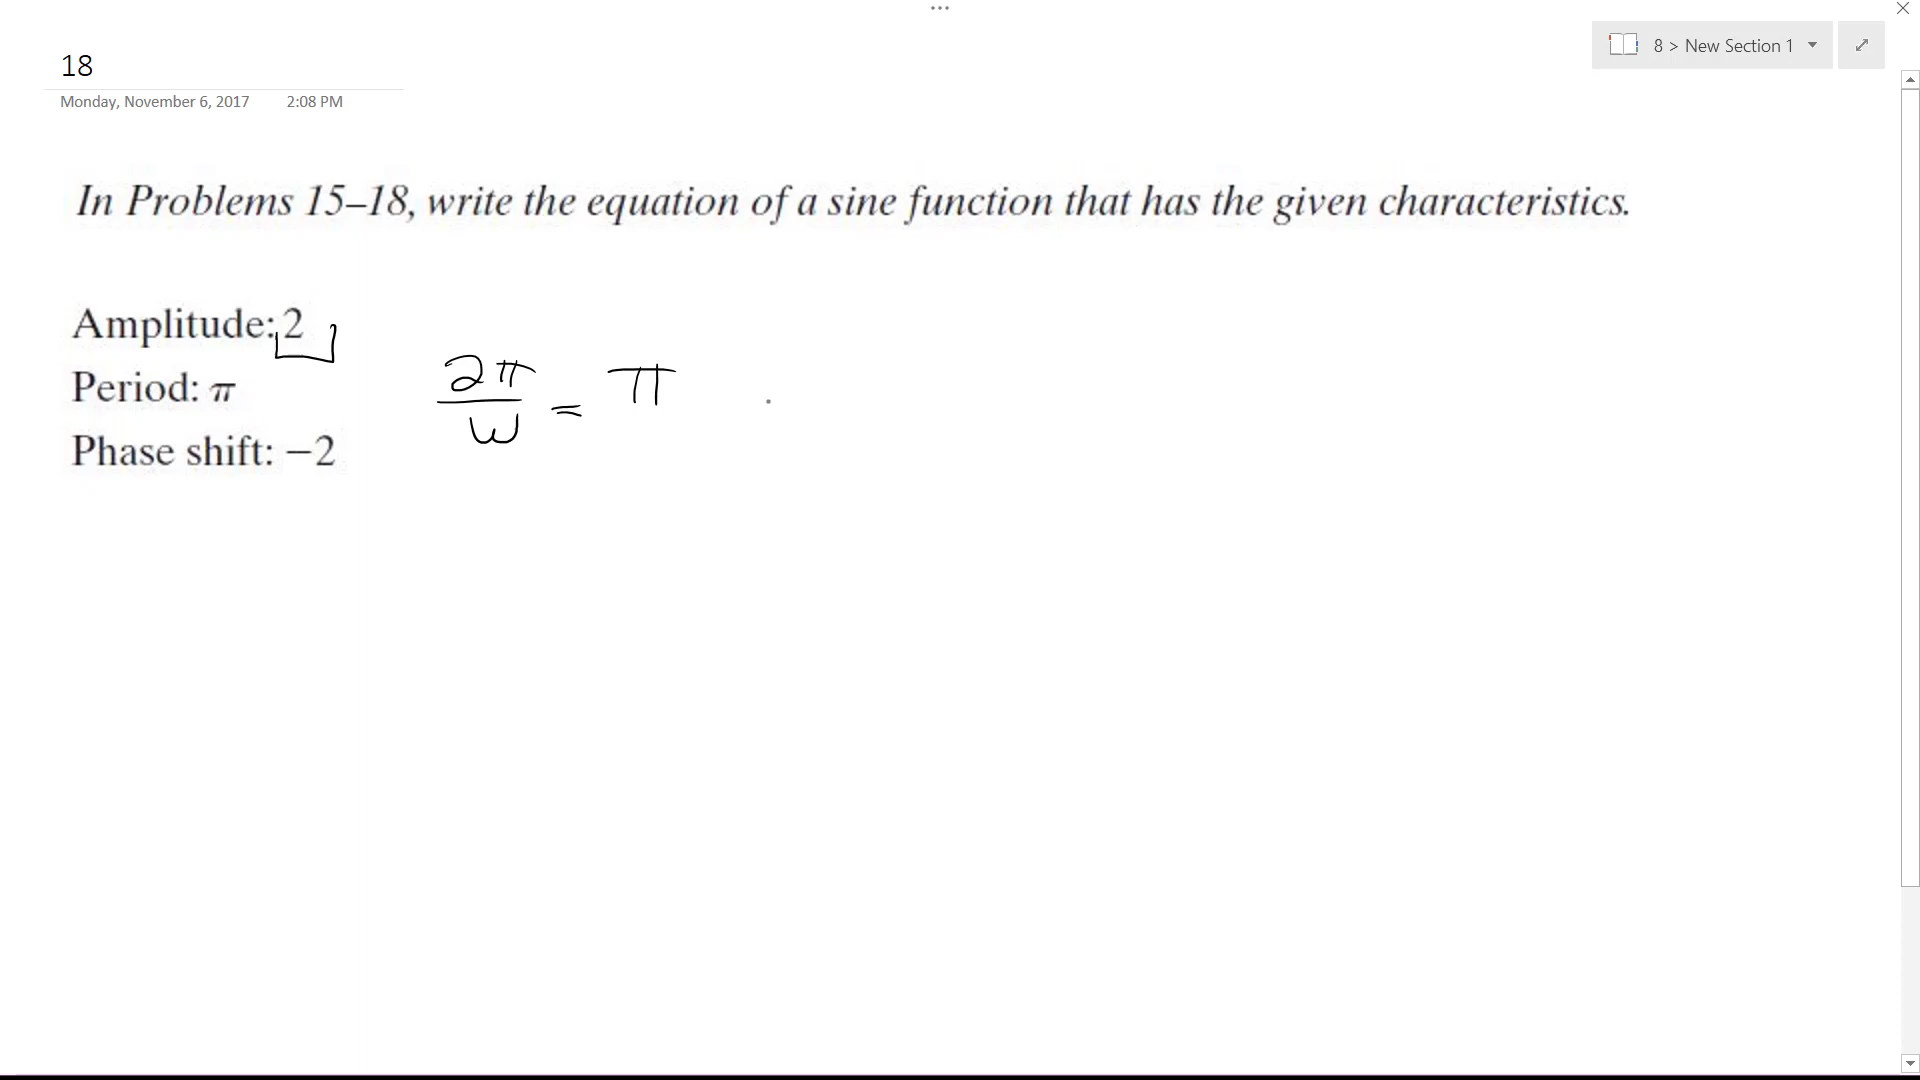 18
8 > New Section 1
Monday, November 6, 2017 2:08 PM
In Problems 15–18, write the equation of a sine function that has the given characteristics.
Amplitude: 2
Period: π
Phase shift: −2
2π/w = π